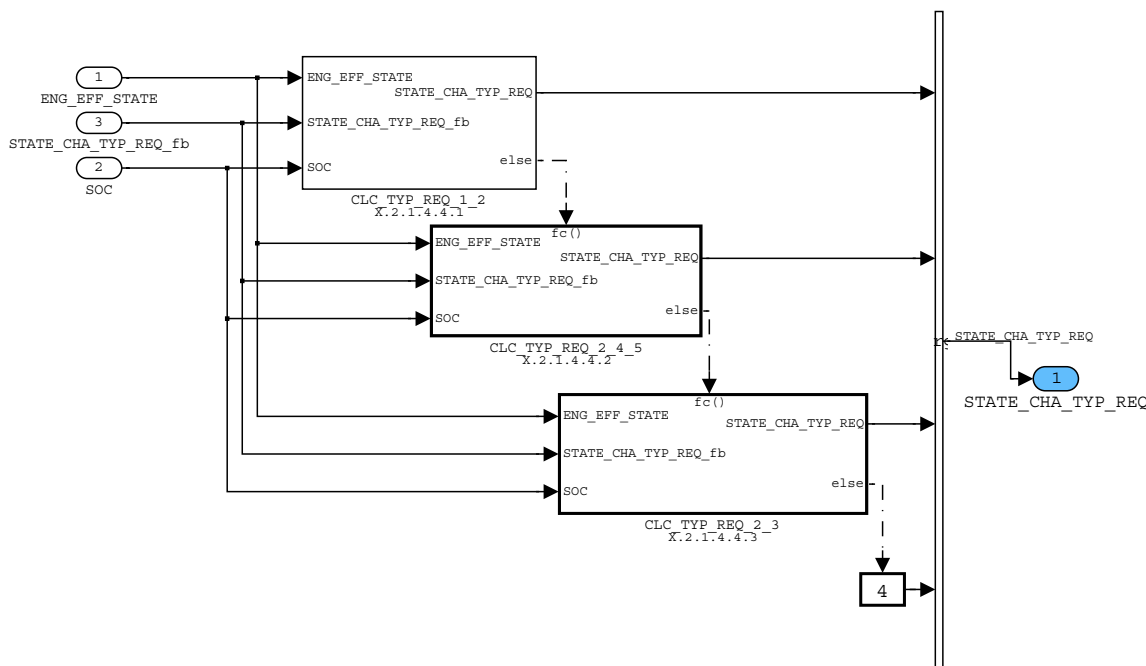 1
ENG_EFF_STATE
3
STATE_CHA_TYP_REQ_fb
2
SOC
ENG_EFF_STATE
STATE_CHA_TYP_REQ
STATE_CHA_TYP_REQ_fb
else
SOC
CLC_TYP_REQ_1_2
X.2.1.4.4.1
fc()
ENG_EFF_STATE
STATE_CHA_TYP_REQ
STATE_CHA_TYP_REQ_fb
else
SOC
CLC_TYP_REQ_2_4_5
X.2.1.4.4.2
STATE_CHA_TYP_REQ
1
STATE_CHA_TYP_REQ
fc()
ENG_EFF_STATE
STATE_CHA_TYP_REQ
STATE_CHA_TYP_REQ_fb
else
SOC
CLC_TYP_REQ_2_3
X.2.1.4.4.3
4